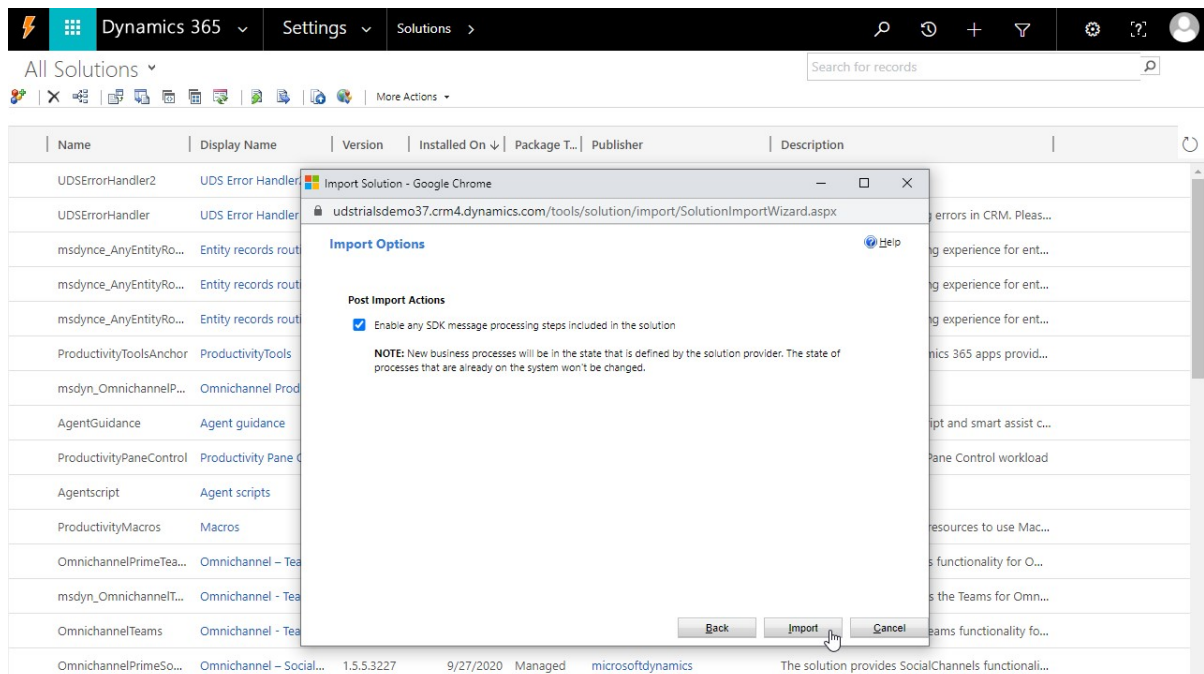 Dynamics 365 Settings Solutions
All Solutions
Search for records
More Actions
Name Display Name Version Installed On Package T... Publisher Description
UDSErrorHandler2 UDS Error Handler
Import Solution - Google Chrome
UDSErrorHandler UDS Error Handler errors in CRM. Pleas...
udstrialsdemo37.crm4.dynamics.com/tools/solution/import/SolutionImportWizard.aspx
Import Options
Help
msdynce_AnyEntityRo... Entity records routi experience for ent...
msdynce_AnyEntityRo... Entity records routi experience for ent...
msdynce_AnyEntityRo... Entity records routi experience for ent...
Post Import Actions
Enable any SDK message processing steps included in the solution
NOTE: New business processes will be in the state that is defined by the solution provider. The state of
processes that are already on the system won't be changed.
ProductivityToolsAnchor ProductivityTools 365 apps provid...
msdyn_OmnichannelP... Omnichannel Prod
AgentGuidance Agent guidance and smart assist c...
ProductivityPaneControl Productivity Pane Pane Control workload
Agentscript Agent scripts
ProductivityMacros Macros resources to use Mac...
OmnichannelPrimeTea... Omnichannel – Tea functionality for O...
msdyn_OmnichannelT... Omnichannel - Tea the Teams for Omn...
OmnichannelTeams Omnichannel - Tea functionality fo...
Back Import Cancel
OmnichannelPrimeSo... Omnichannel – Social... 1.5.5.3227 9/27/2020 Managed microsoftdynamics The solution provides SocialChannels functionali...